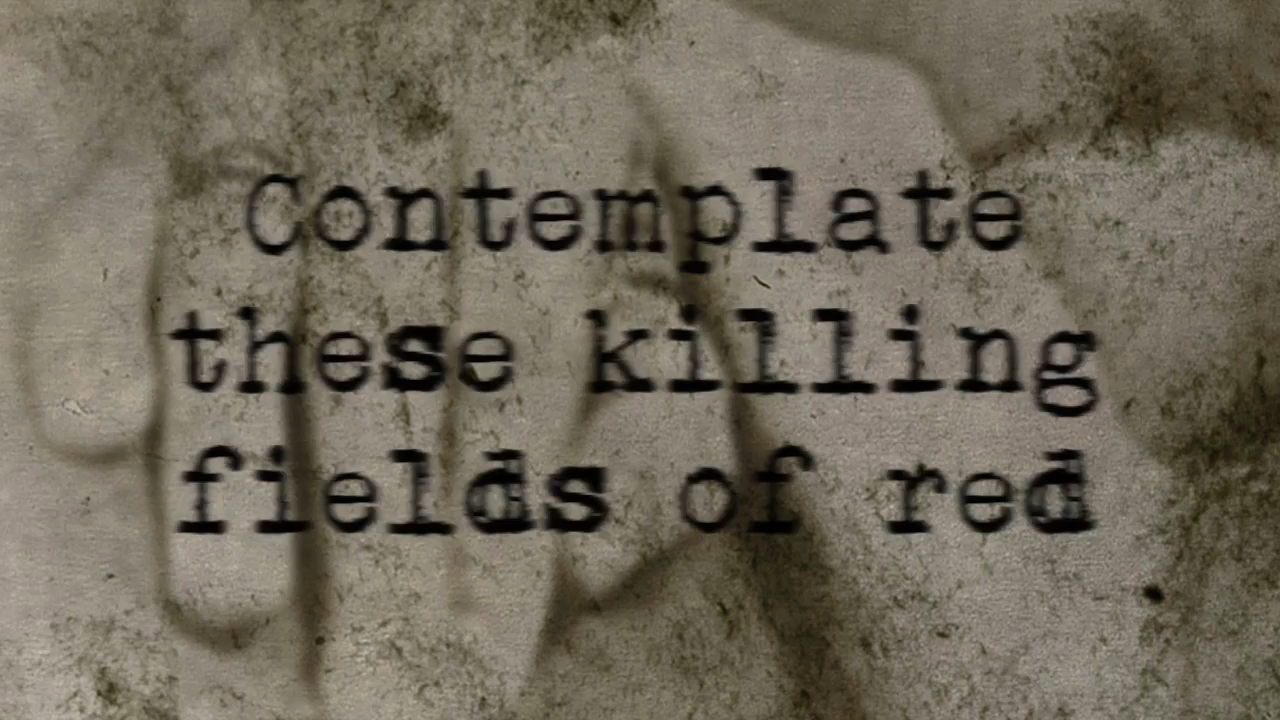 Contemplate
these killing
fields of red